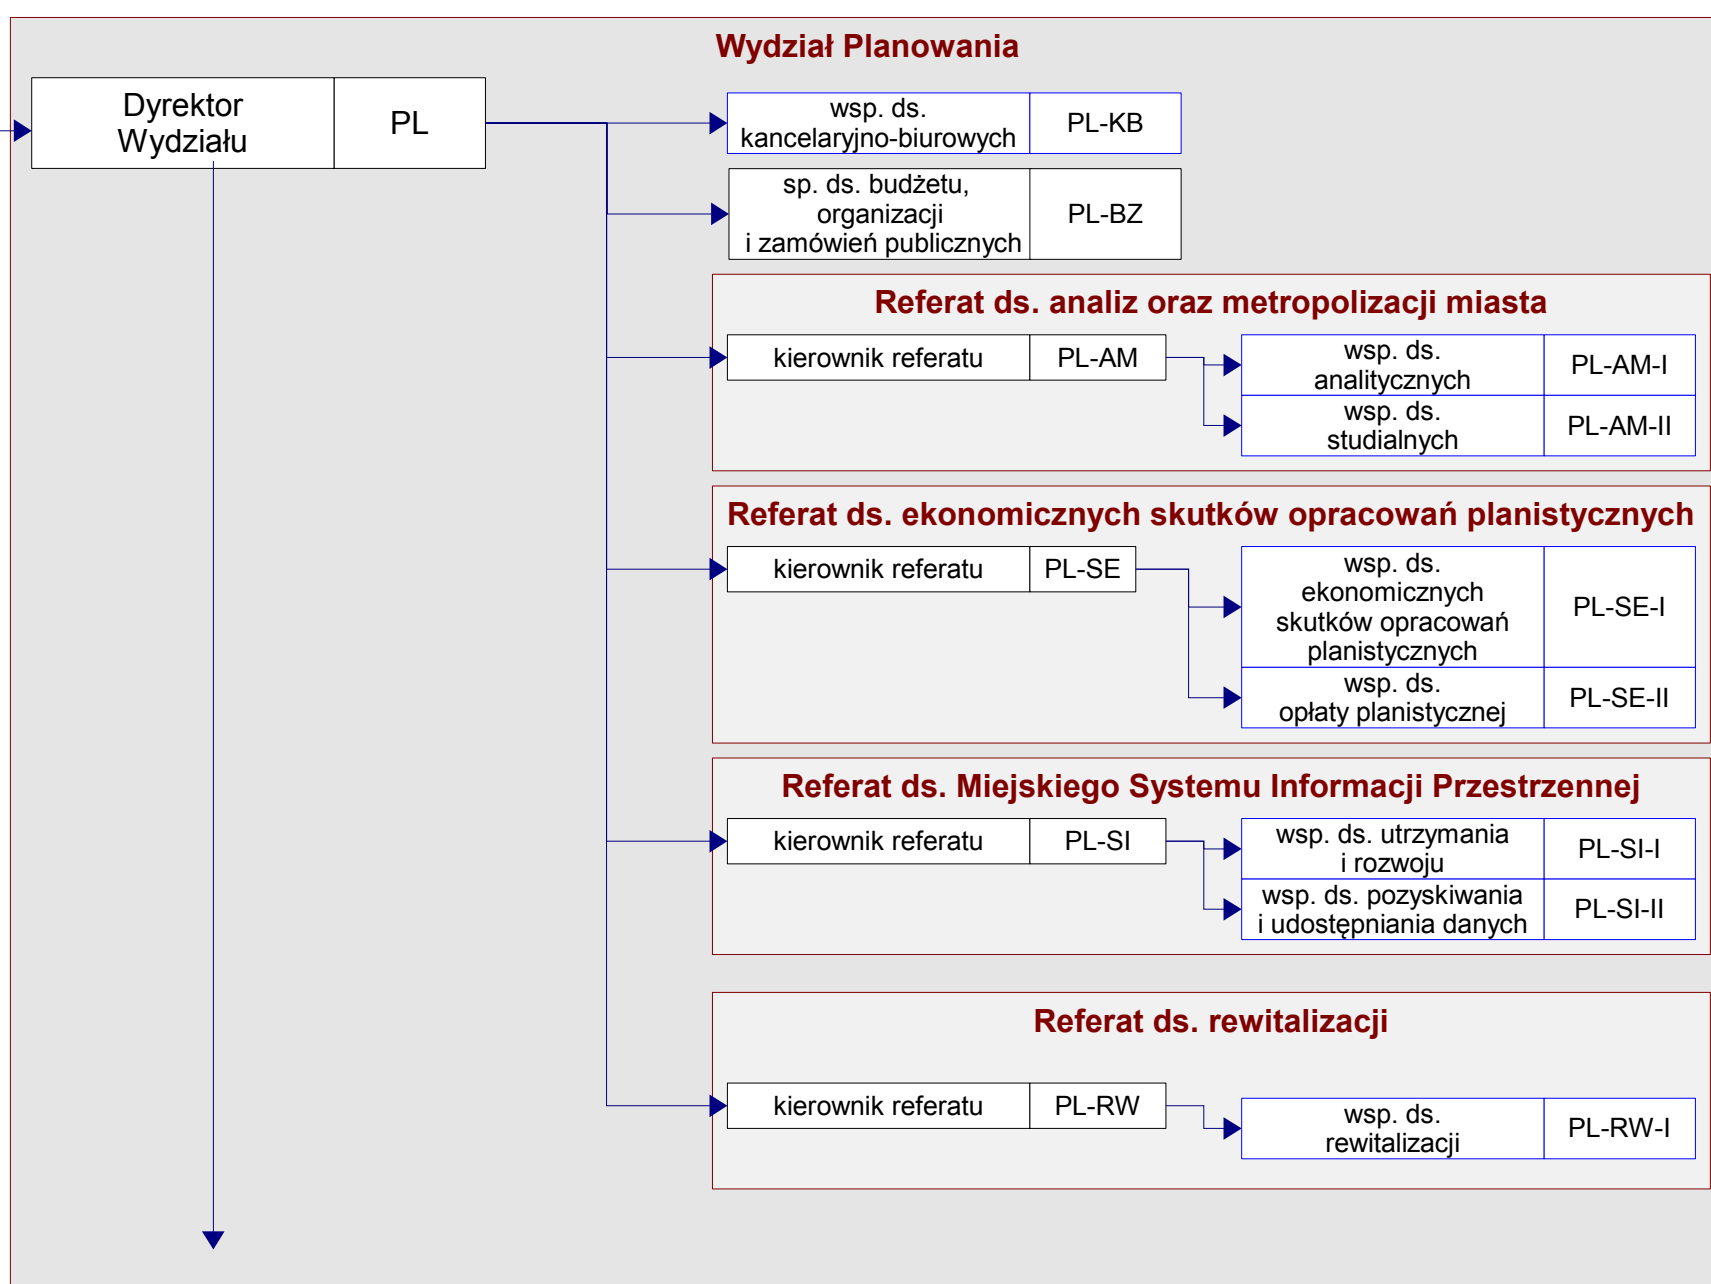 Wydział Planowania
Dyrektor
Wydziału
PL
wsp. ds.
kancelaryjno-biurowych
PL-KB
sp. ds. budżetu,
organizacji
i zamówień publicznych
PL-BZ
Referat ds. analiz oraz metropolizacji miasta
kierownik referatu
PL-AM
wsp. ds.
analitycznych
PL-AM-I
wsp. ds.
studialnych
PL-AM-II
Referat ds. ekonomicznych skutków opracowań planistycznych
kierownik referatu
PL-SE
wsp. ds.
ekonomicznych
skutków opracowań
planistycznych
PL-SE-I
wsp. ds.
opłaty planistycznej
PL-SE-II
Referat ds. Miejskiego Systemu Informacji Przestrzennej
kierownik referatu
PL-SI
wsp. ds. utrzymania
i rozwoju
PL-SI-I
wsp. ds. pozyskiwania
i udostępniania danych
PL-SI-II
Referat ds. rewitalizacji
kierownik referatu
PL-RW
wsp. ds.
rewitalizacji
PL-RW-I